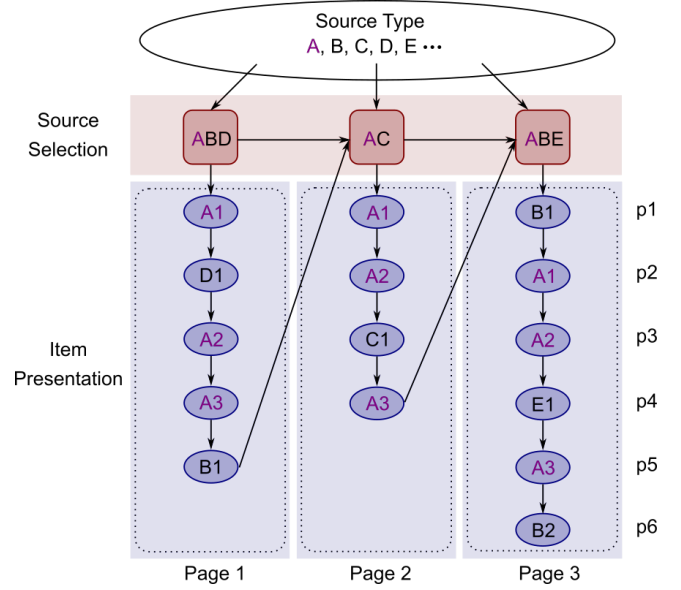 Source Type
A, B, C, D, E •••
Source
Selection
ABD
AC
ABE
A1
A1
B1
p1
D1
A2
A1
p2
Item
Presentation
A2
C1
A2
p3
A3
A3
E1
p4
B1
A3
p5
B2
p6
Page 1
Page 2
Page 3